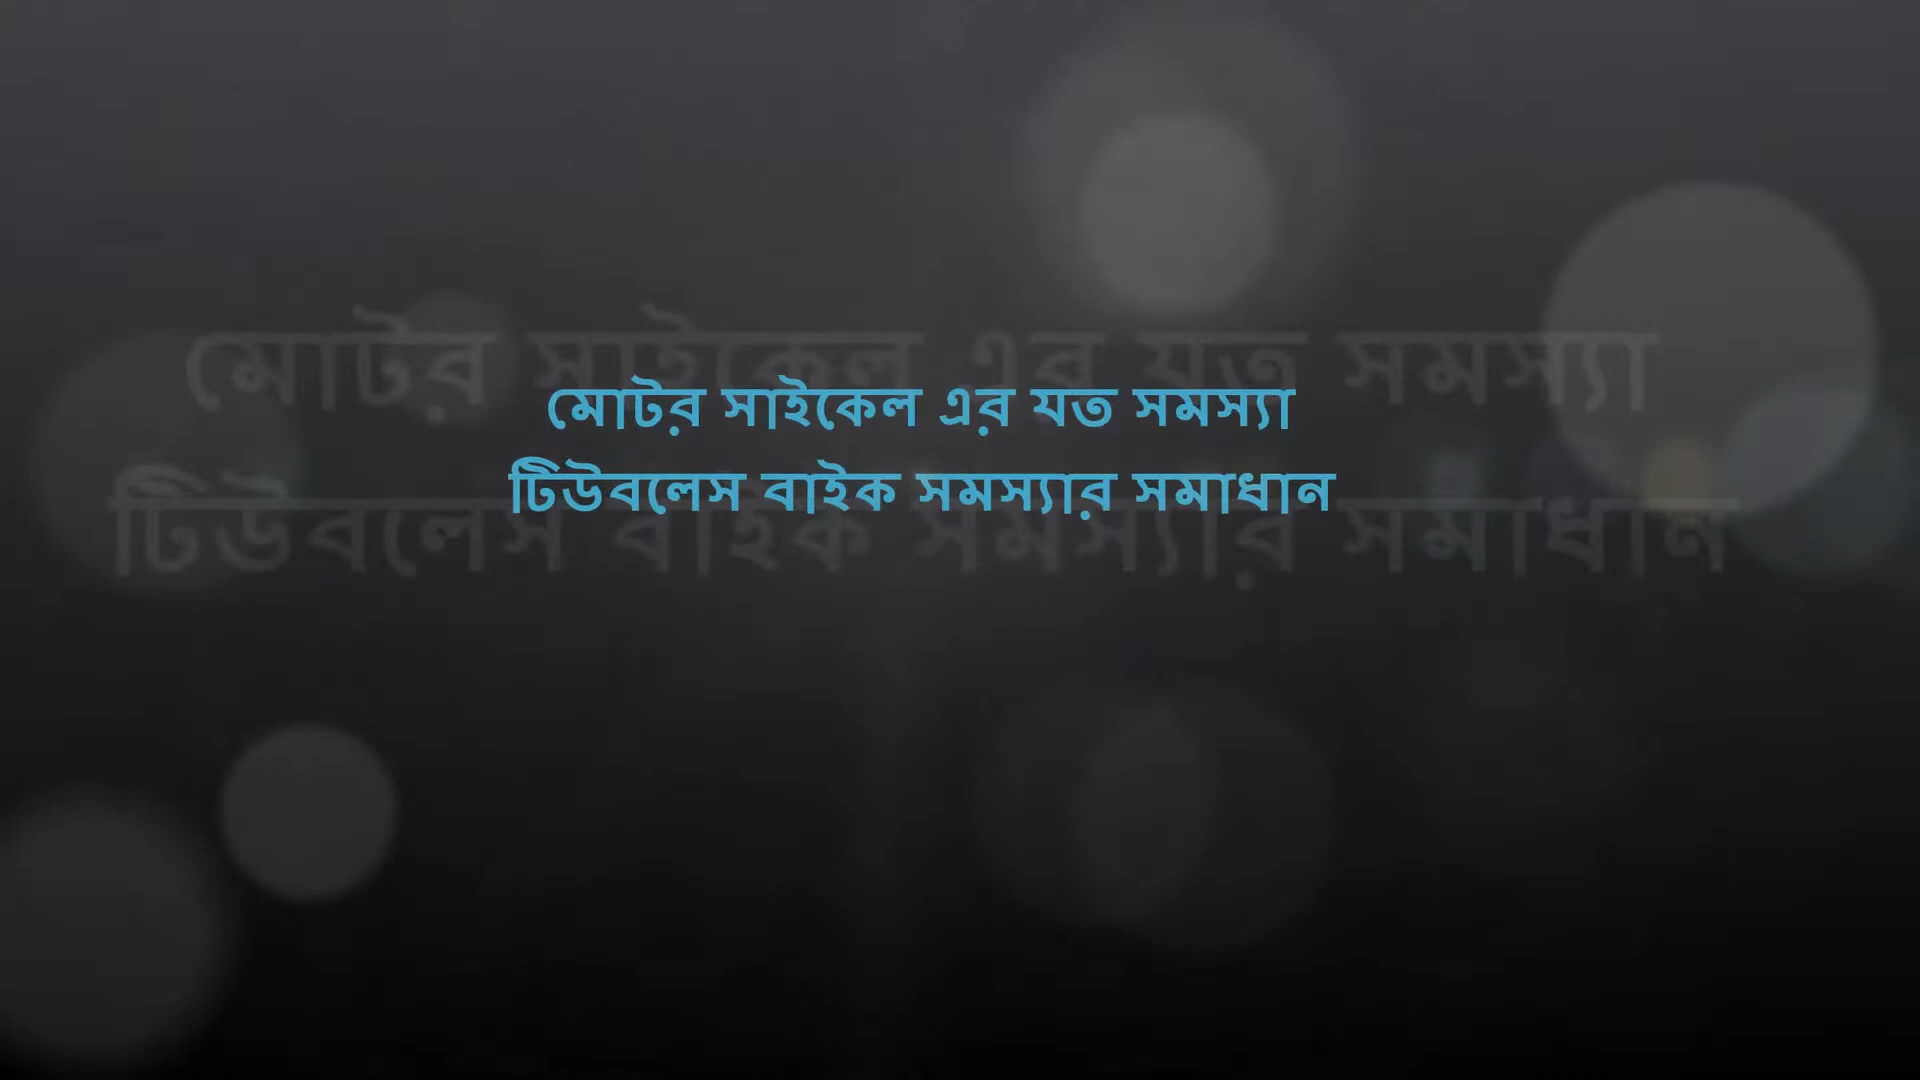 মোটর সাইকেল এর যত সমস্যা
টিউবলেস বাইক সমস্যার সমাধান